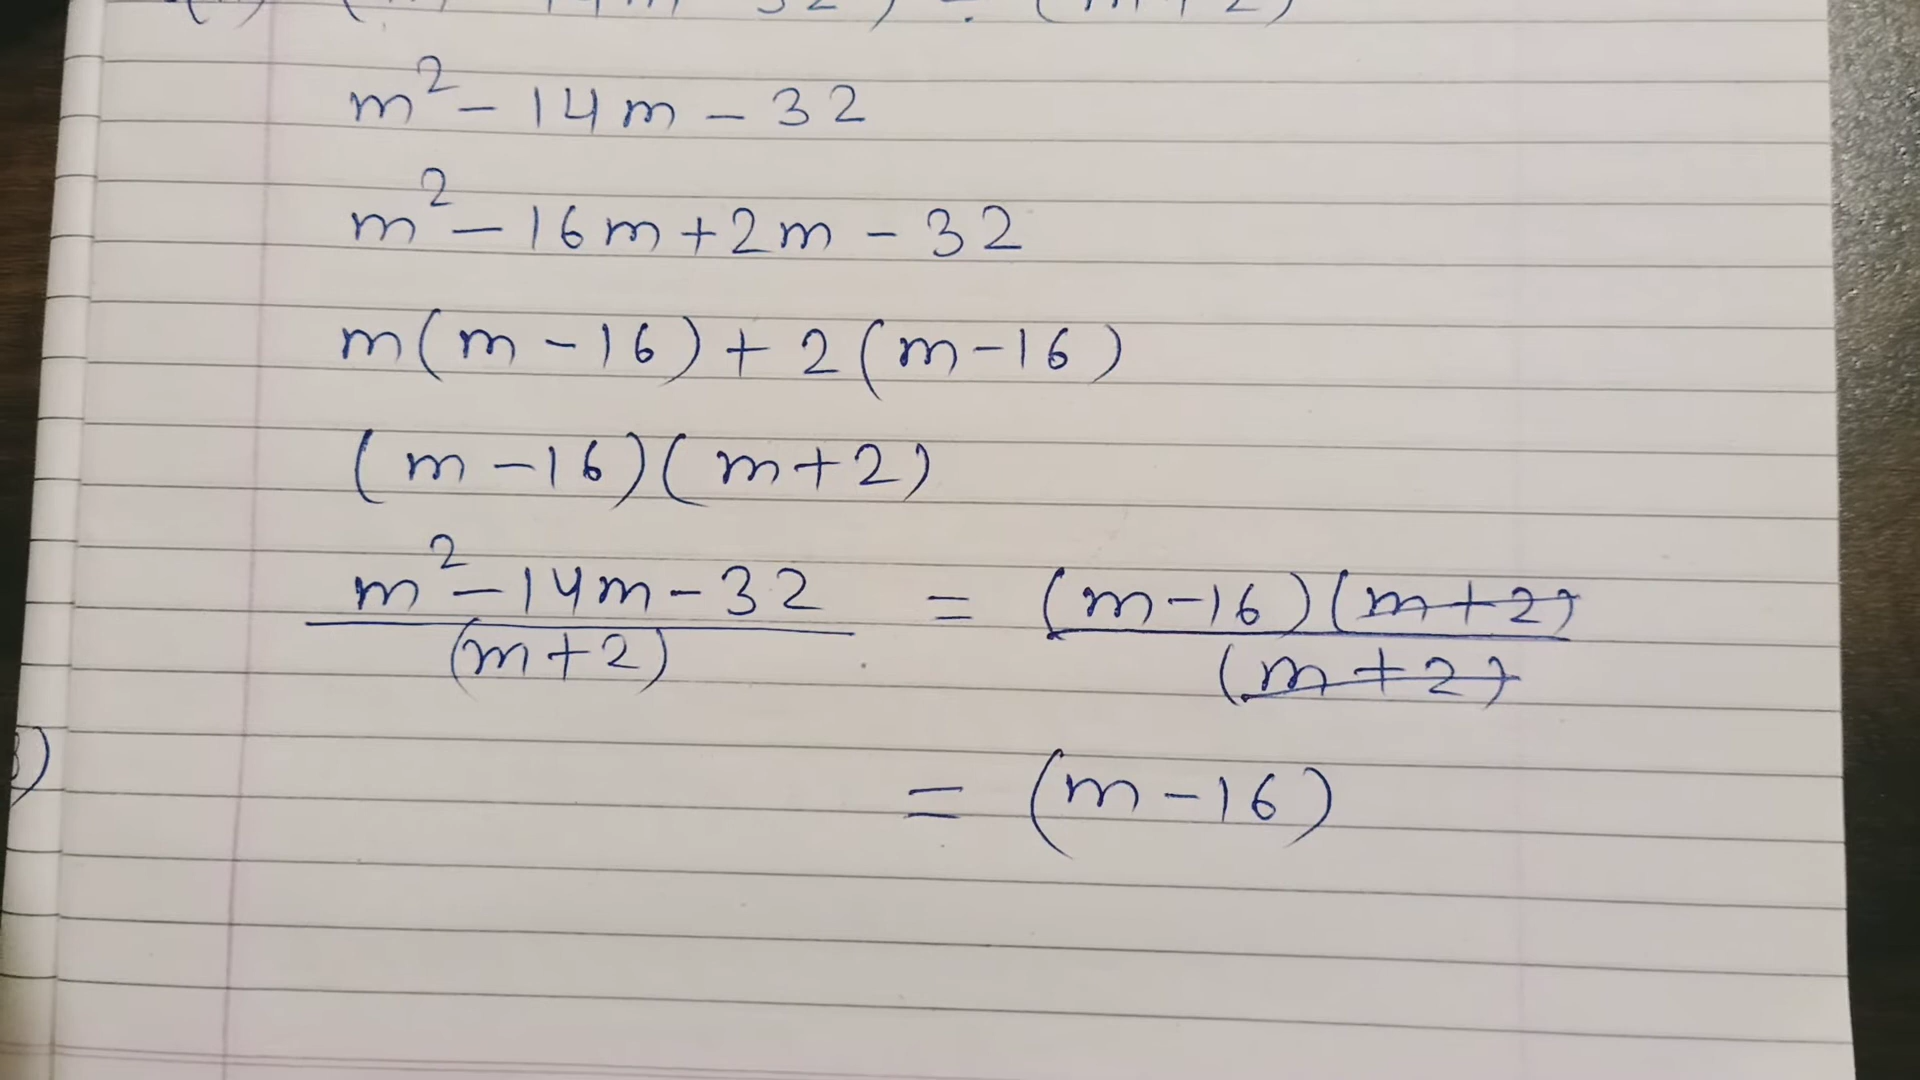 m² - 14m - 32
m² - 16m + 2m - 32
m(m - 16) + 2(m - 16)
(m - 16)(m + 2)
m² - 14m - 32 / (m + 2) = (m - 16)(m + 2) / (m + 2)
= (m - 16)